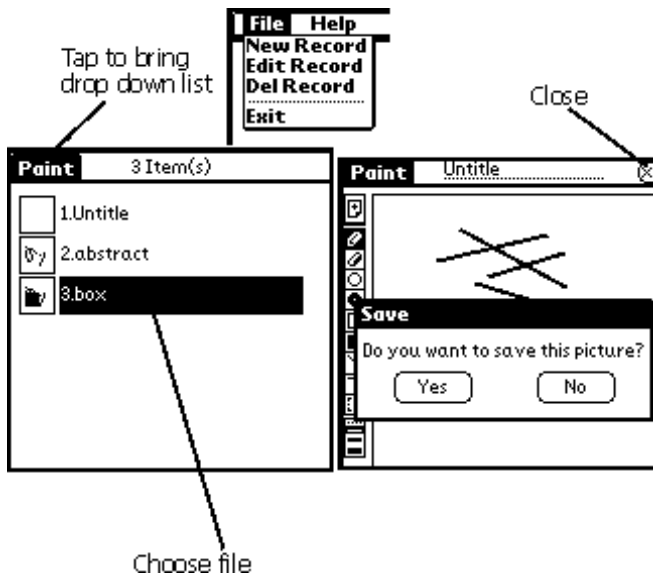 File Help
New Record
Edit Record
Del Record
Exit
Tap to bring
drop down list
Close
Paint 3 Item(s)
1.Untitle
2.abstract
3.box
Paint Untitle
Save
Do you want to save this picture?
Yes No
Choose file